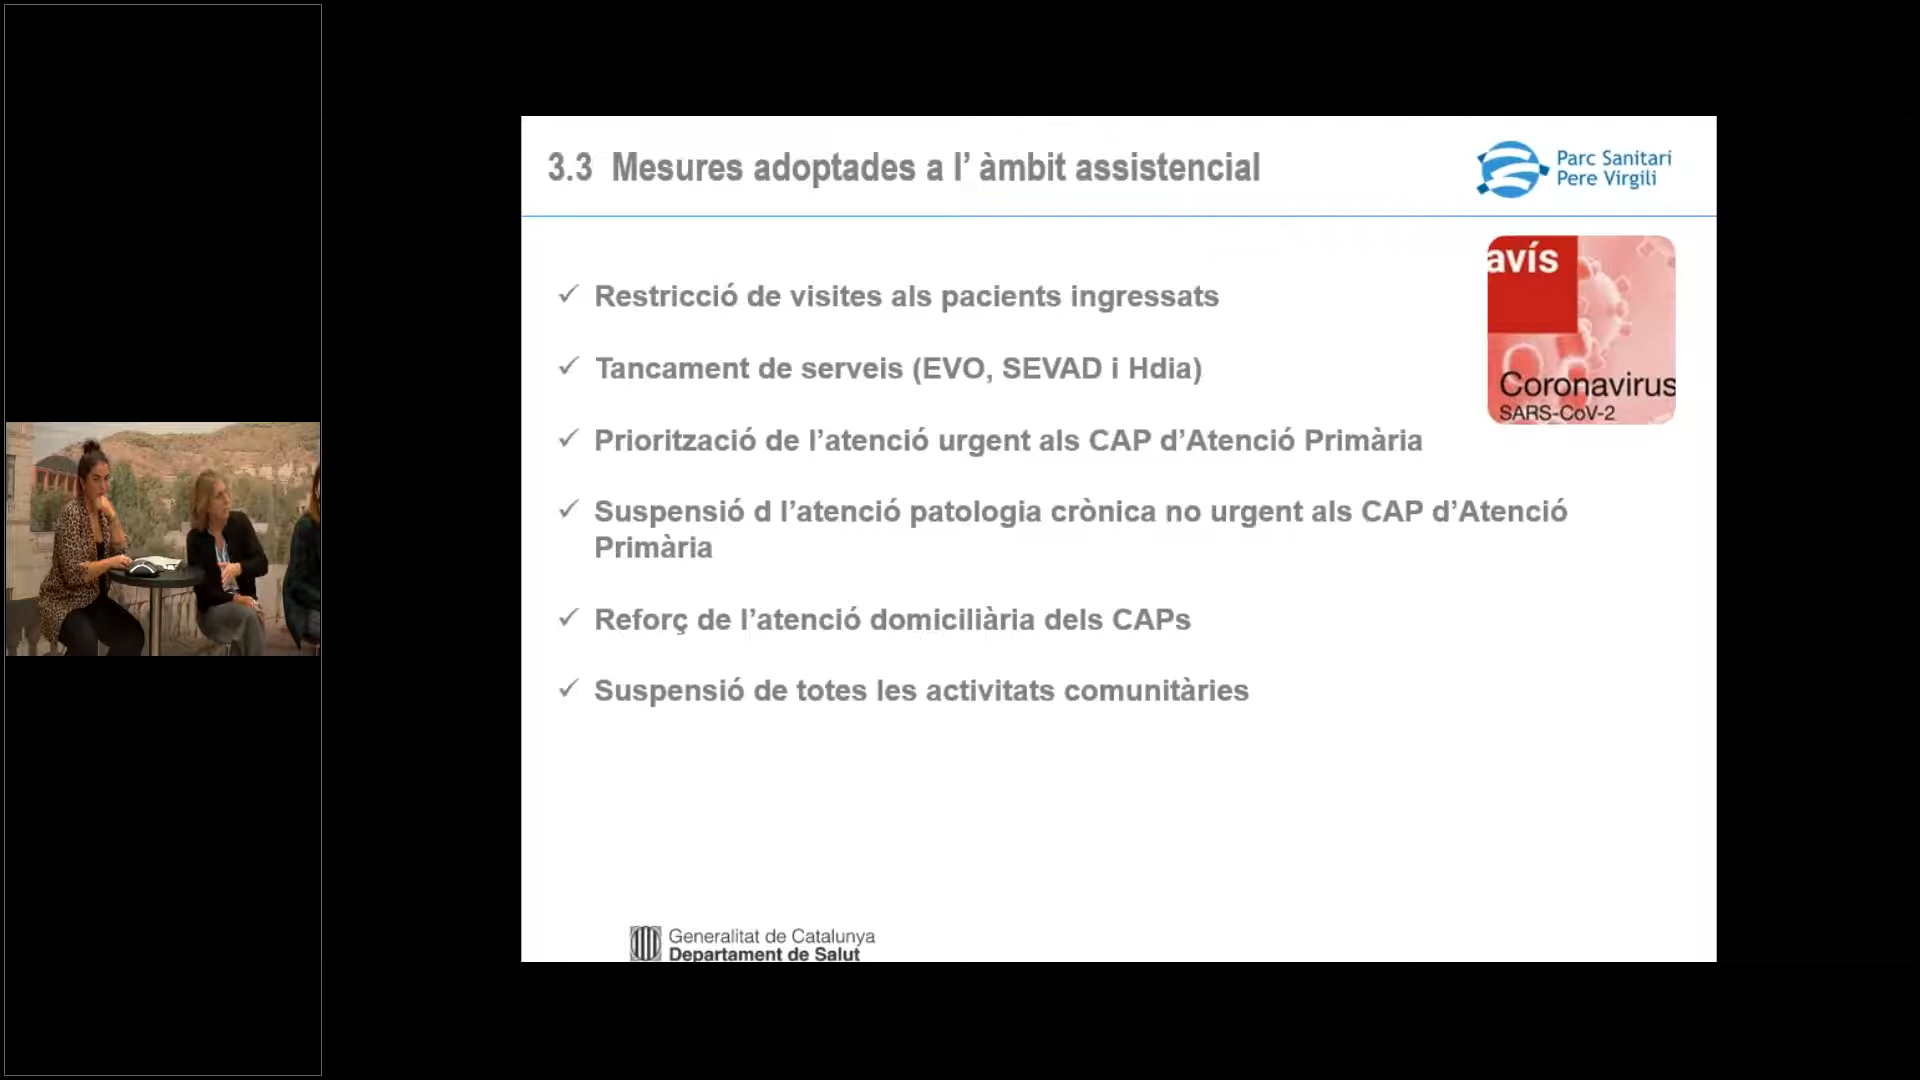 3.3 Mesures adoptades a l’ àmbit assistencial
Parc Sanitari
Pere Virgili
avís
Coronavirus
SARS-CoV-2
Restricció de visites als pacients ingressats
Tancament de serveis (EVO, SEVAD i Hdia)
Priorització de l’atenció urgent als CAP d’Atenció Primària
Suspensió d l’atenció patologia crònica no urgent als CAP d’Atenció
Primària
Reforç de l’atenció domiciliària dels CAPs
Suspensió de totes les activitats comunitàries
Generalitat de Catalunya
Departament de Salut